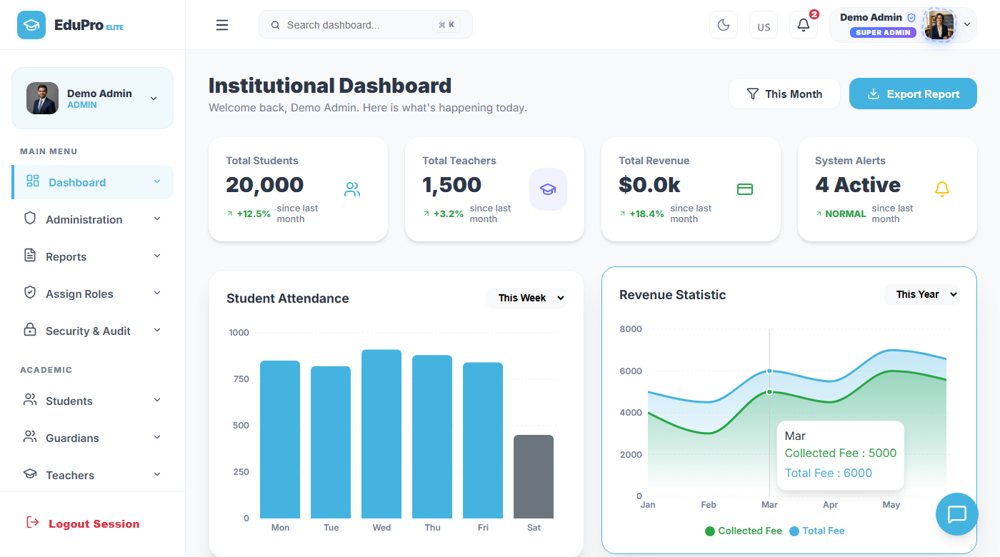 EduPro ELITE
Search dashboard...
⌘ K
US
2
Demo Admin
SUPER ADMIN
Demo Admin
ADMIN
MAIN MENU
Dashboard
Administration
Reports
Assign Roles
Security & Audit
ACADEMIC
Students
Guardians
Teachers
Logout Session
Institutional Dashboard
Welcome back, Demo Admin. Here is what's happening today.
This Month
Export Report
Total Students
20,000
+12.5% since last
month
Total Teachers
1,500
+3.2% since last
month
Total Revenue
$0.0k
+18.4% since last
month
System Alerts
4 Active
NORMAL since last
month
Student Attendance
This Week
1000
750
500
250
0
Mon Tue Wed Thu Fri Sat
Revenue Statistic
This Year
8000
6000
4000
2000
0
Mar
Collected Fee : 5000
Total Fee : 6000
Jan Feb Mar Apr May
Collected Fee Total Fee